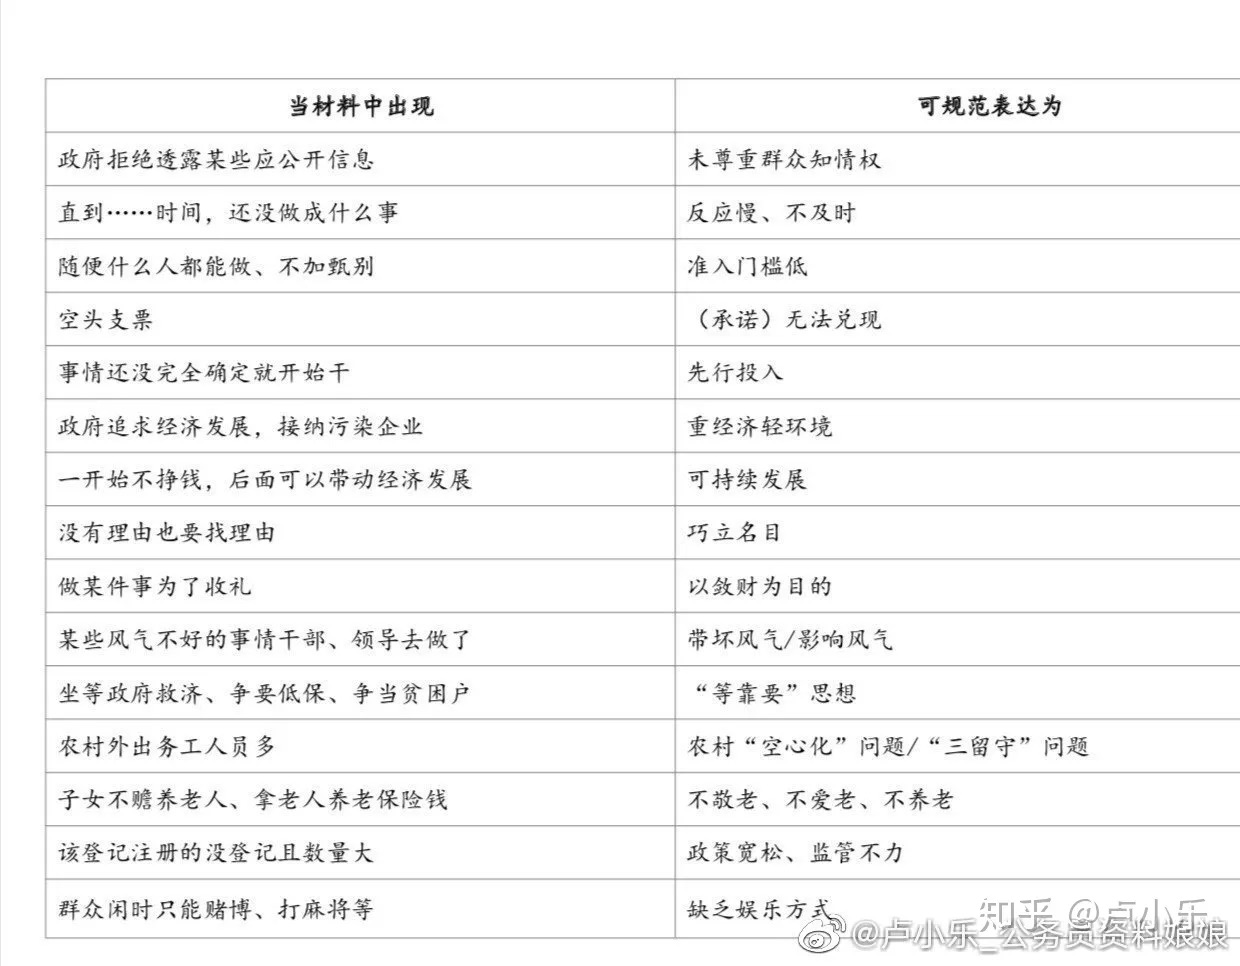 当材料中出现 可规范表达为
政府拒绝透露某些应公开信息 未尊重群众知情权
直到……时间，还没做成什么事 反应慢、不及时
随便什么人都能做、不加甄别 准入门槛低
空头支票 （承诺）无法兑现
事情还没完全确定就开始干 先行投入
政府追求经济发展，接纳污染企业 重经济轻环境
一开始不挣钱，后面可以带动经济发展 可持续发展
没有理由也要找理由 巧立名目
做某件事为了收礼 以敛财为目的
某些风气不好的事情干部、领导去做了 带坏风气/影响风气
坐等政府救济、争要低保、争当贫困户 “等靠要”思想
农村外出务工人员多 农村“空心化”问题/“三留守”问题
子女不赡养老人、拿老人养老保险钱 不敬老、不爱老、不养老
该登记注册的没登记且数量大 政策宽松、监管不力
群众闲时只能赌博、打麻将等 缺乏娱乐方式
知乎 @卢小乐
@卢小乐_公务员资料娘娘